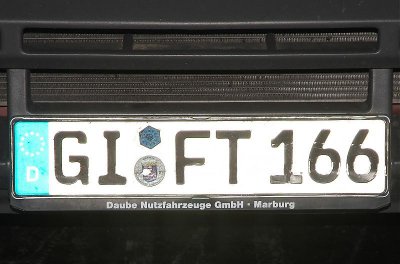 D GI FT 166
Daube Nutzfahrzeuge GmbH · Marburg